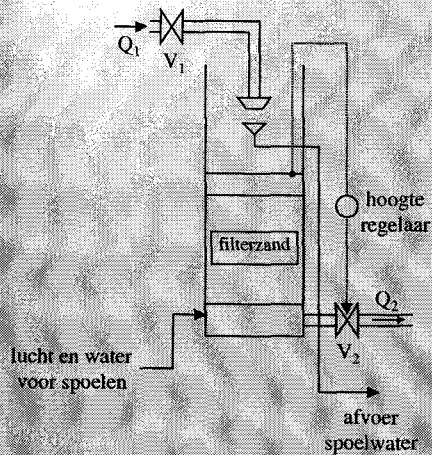 Q₁
V₁
hoogte
regelaar
filterzand
Q₂
V₂
lucht en water
voor spoelen
afvoer
spoelwater